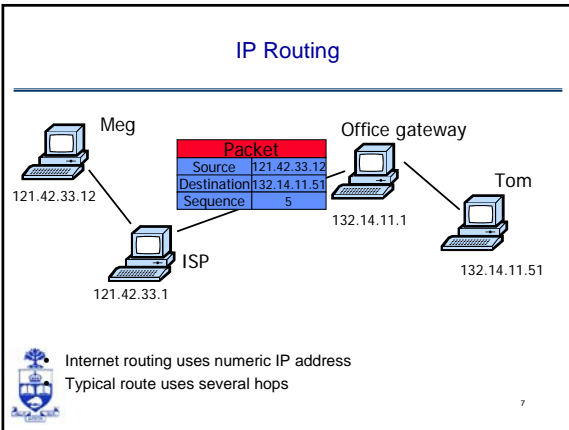 IP Routing
Meg
121.42.33.12
Packet
Source 121.42.33.12
Destination 132.14.11.51
Sequence 5
Office gateway
132.14.11.1
Tom
132.14.11.51
ISP
121.42.33.1
Internet routing uses numeric IP address
Typical route uses several hops
7